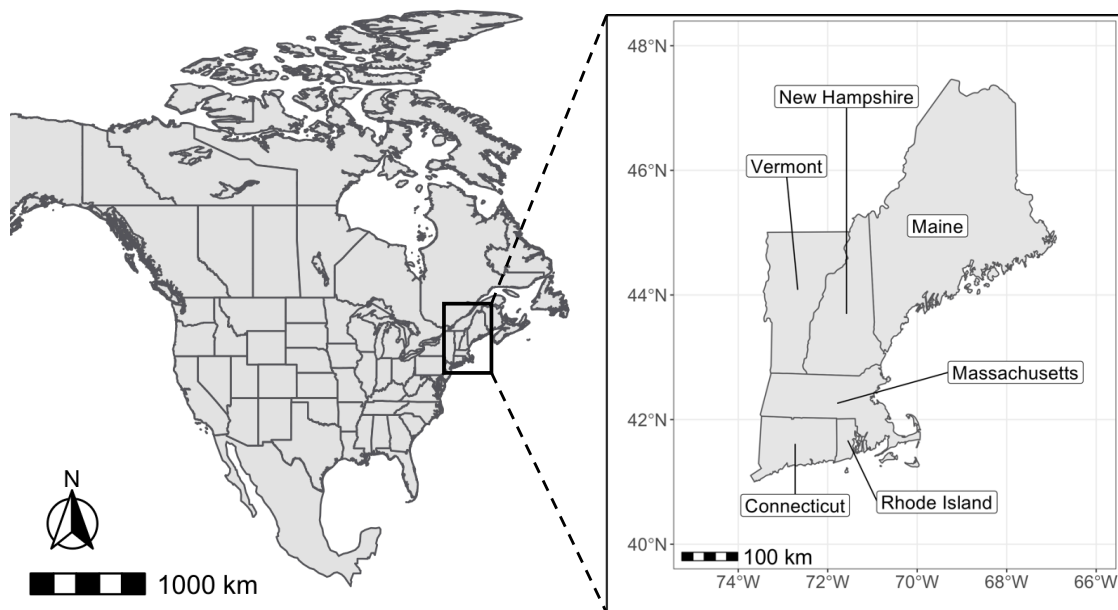 N
1000 km
48°N
46°N
44°N
42°N
40°N
New Hampshire
Vermont
Maine
Massachusetts
Connecticut
Rhode Island
100 km
74°W
72°W
70°W
68°W
66°W